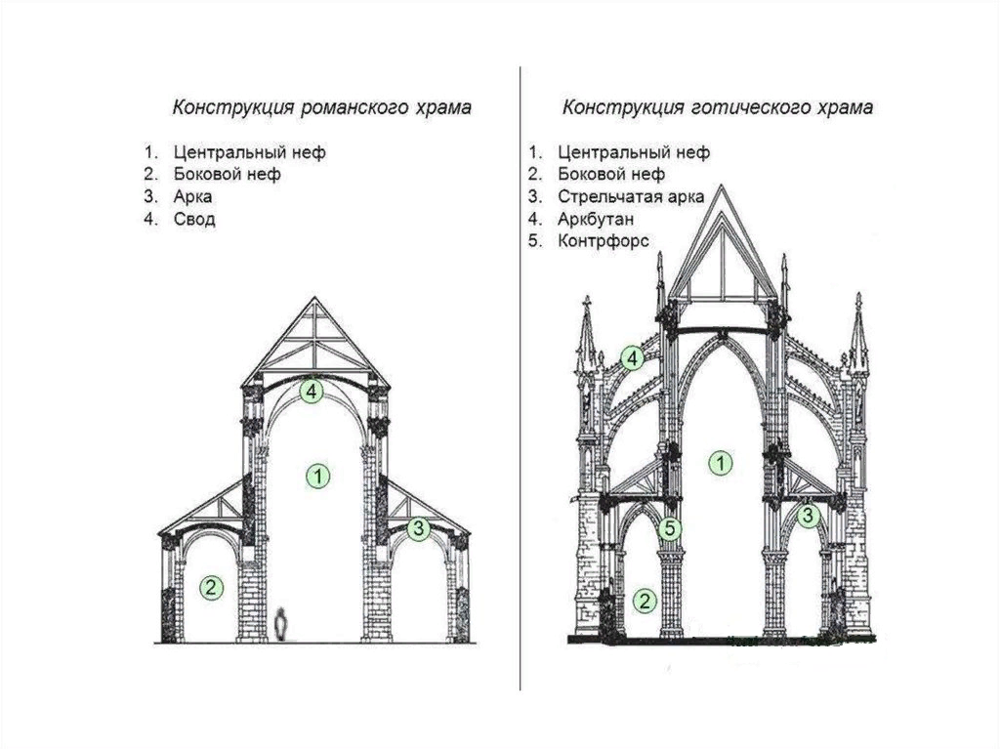 Конструкция романского храма
1. Центральный неф
2. Боковой неф
3. Арка
4. Свод
4
1
3
2
Конструкция готического храма
1. Центральный неф
2. Боковой неф
3. Стрельчатая арка
4. Аркбутан
5. Контрфорс
4
1
3
5
2